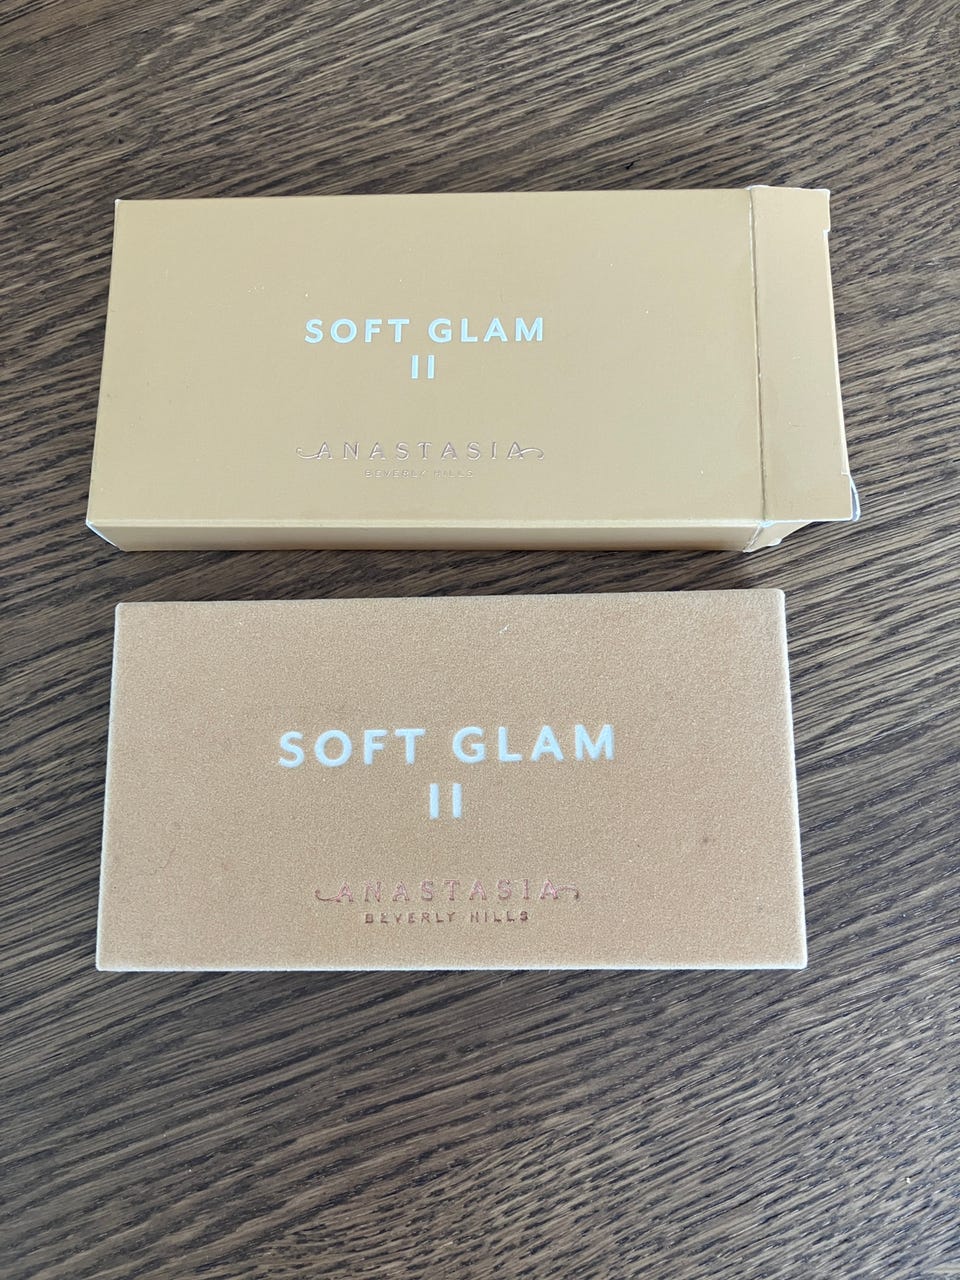 SOFT GLAM
II
ANASTASIA
BEVERLY HILLS
SOFT GLAM
II
ANASTASIA
BEVERLY HILLS